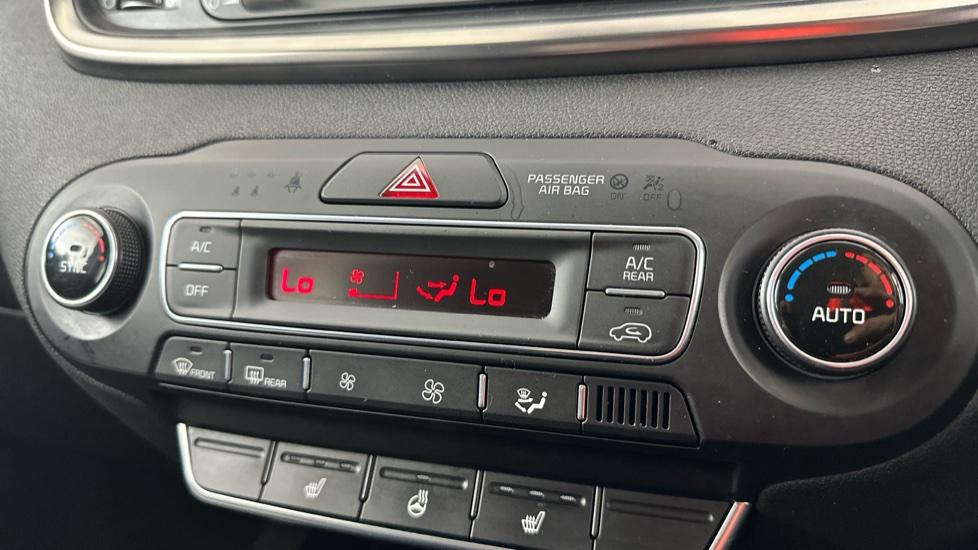 PASSENGER
AIR BAG
ON
OFF
SYNC
A/C
OFF
Lo
Lo
A/C
REAR
AUTO
FRONT
REAR